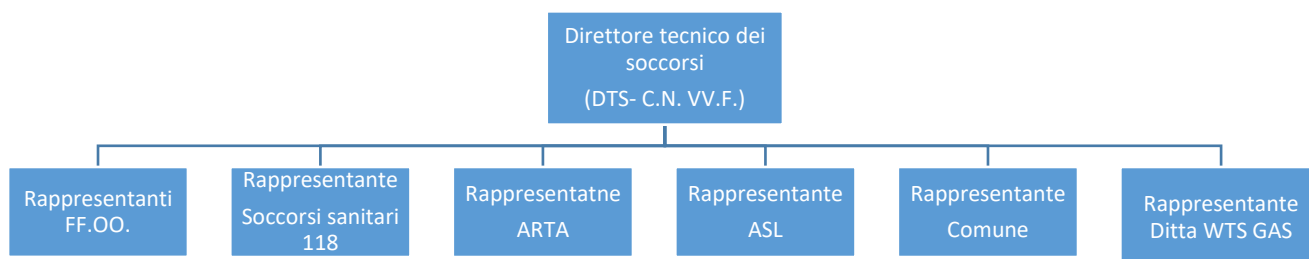 Direttore tecnico dei
soccorsi
(DTS- C.N. VV.F.)
Rappresentanti
FF.OO.
Rappresentante
Soccorsi sanitari
118
Rappresentatne
ARTA
Rappresentante
ASL
Rappresentante
Comune
Rappresentante
Ditta WTS GAS